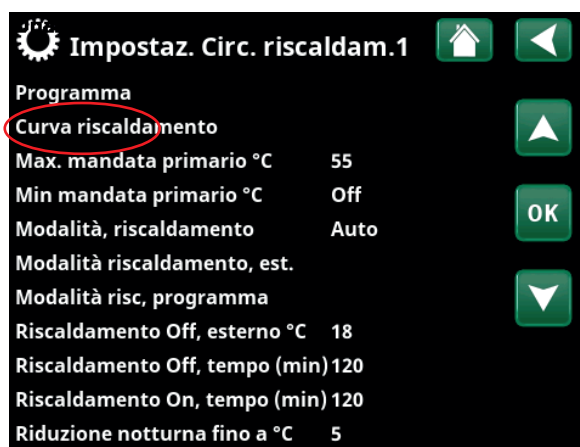 Impostaz. Circ. riscaldam.1
Programma
Curva riscaldamento
Max. mandata primario °C 55
Min mandata primario °C Off
Modalità, riscaldamento Auto
Modalità riscaldamento, est.
Modalità risc, programma
Riscaldamento Off, esterno °C 18
Riscaldamento Off, tempo (min) 120
Riscaldamento On, tempo (min) 120
Riduzione notturna fino a °C 5
OK